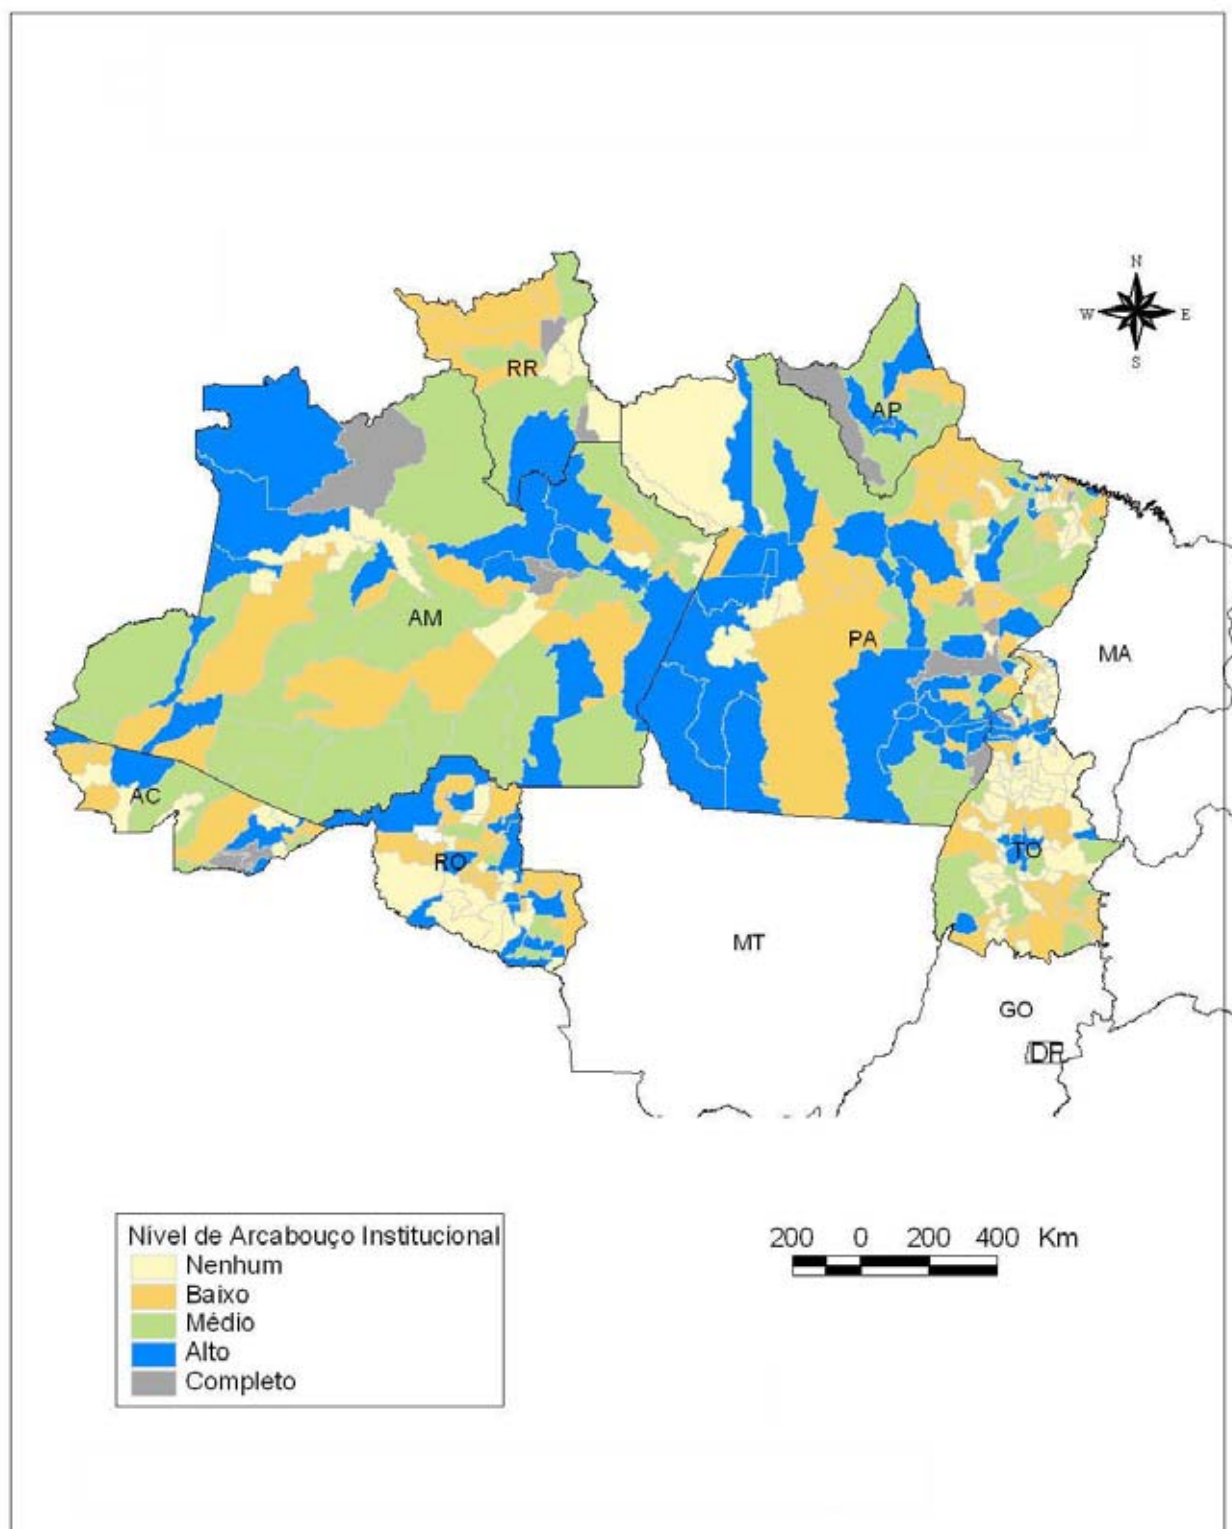 N
W E
S
RR
AP
AM
PA
MA
AC
RO
TO
MT
GO
DF
Nível de Arcabouço Institucional
Nenhum
Baixo
Médio
Alto
Completo
200 0 200 400 Km